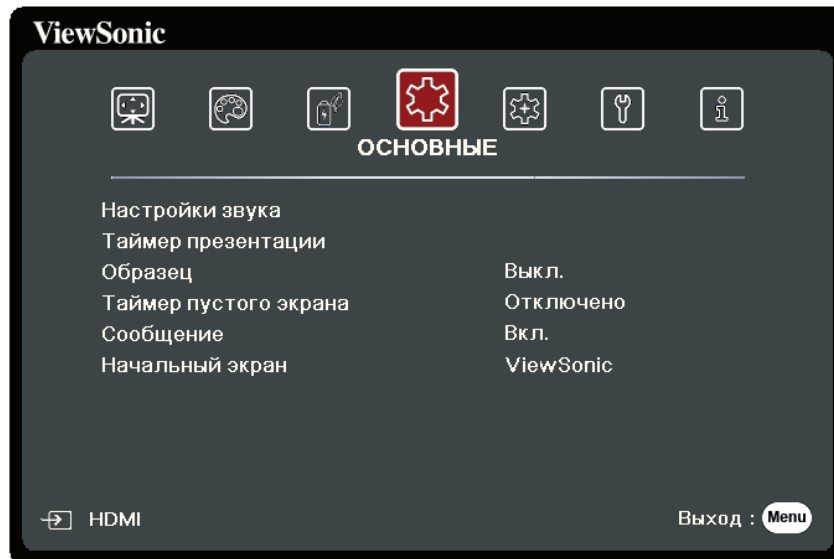 ViewSonic
ОСНОВНЫЕ
Настройки звука
Таймер презентации
Образец Выкл.
Таймер пустого экрана Отключено
Сообщение Вкл.
Начальный экран ViewSonic
HDMI Выход : Menu